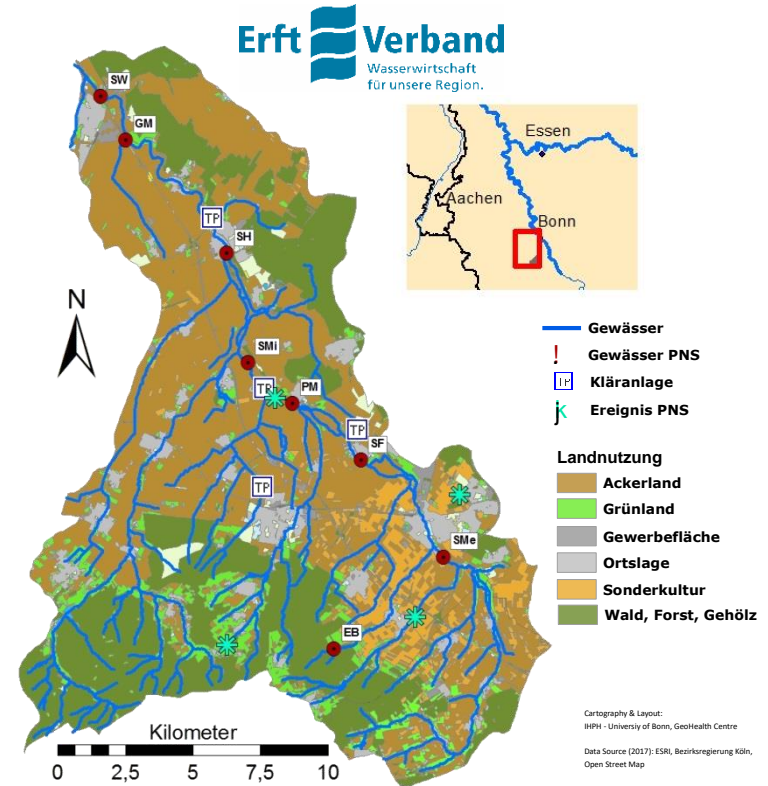 Erft Verband
Wasserwirtschaft
für unsere Region.
SW
GM
TP
SH
SMi
TP
PM
TP
SF
TP
SMe
EB
N
Kilometer
0 2,5 5 7,5 10
Essen
Aachen
Bonn
Gewässer
! Gewässer PNS
TP Kläranlage
jk Ereignis PNS
Landnutzung
Ackerland
Grünland
Gewerbefläche
Ortslage
Sonderkultur
Wald, Forst, Gehölz
Cartography & Layout:
IHPH - Universiy of Bonn, GeoHealth Centre
Data Source (2017): ESRI, Bezirksregierung Köln,
Open Street Map